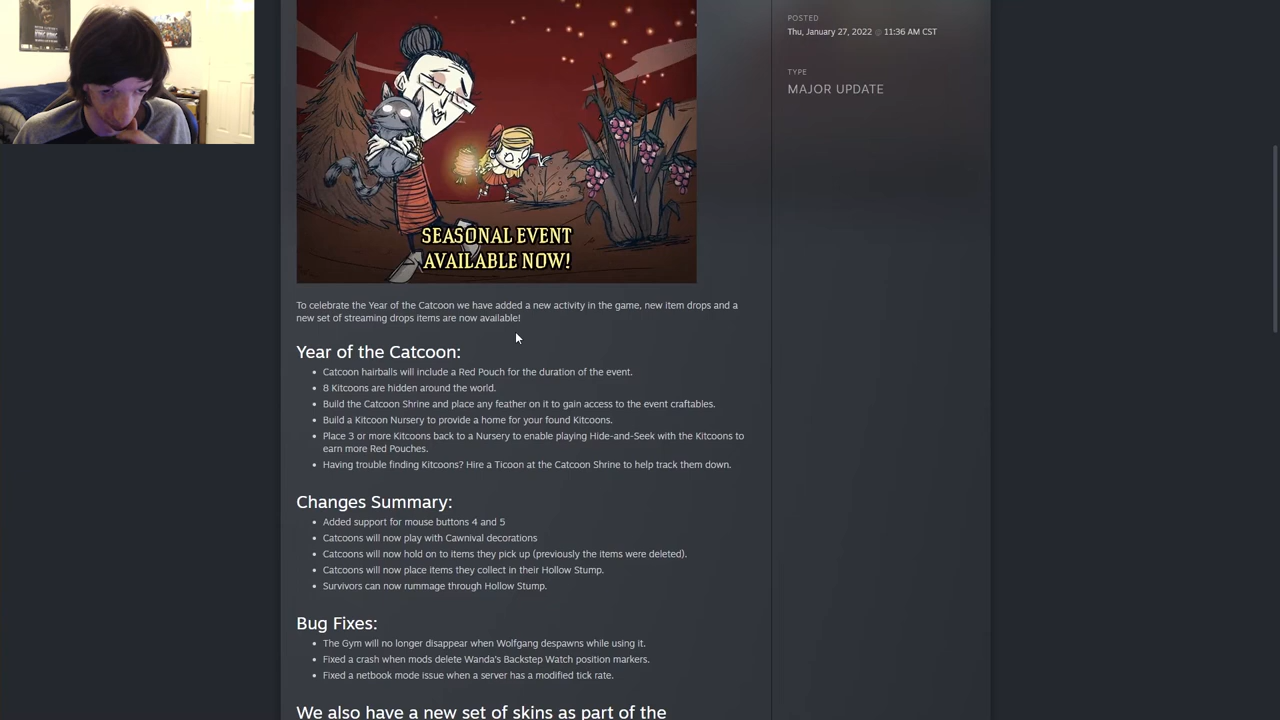 POSTED
Thu, January 27, 2022 @ 11:36 AM CST
TYPE
MAJOR UPDATE
SEASONAL EVENT
AVAILABLE NOW!
To celebrate the Year of the Catcoon we have added a new activity in the game, new item drops and a
new set of streaming drops items are now available!
Year of the Catcoon:
• Catcoon hairballs will include a Red Pouch for the duration of the event.
• 8 Kitcoons are hidden around the world.
• Build the Catcoon Shrine and place any feather on it to gain access to the event craftables.
• Build a Kitcoon Nursery to provide a home for your found Kitcoons.
• Place 3 or more Kitcoons back to a Nursery to enable playing Hide-and-Seek with the Kitcoons to
earn more Red Pouches.
• Having trouble finding Kitcoons? Hire a Ticoon at the Catcoon Shrine to help track them down.
Changes Summary:
• Added support for mouse buttons 4 and 5
• Catcoons will now play with Cawnival decorations
• Catcoons will now hold on to items they pick up (previously the items were deleted).
• Catcoons will now place items they collect in their Hollow Stump.
• Survivors can now rummage through Hollow Stump.
Bug Fixes:
• The Gym will no longer disappear when Wolfgang despawns while using it.
• Fixed a crash when mods delete Wanda's Backstep Watch position markers.
• Fixed a netbook mode issue when a server has a modified tick rate.
We also have a new set of skins as part of the